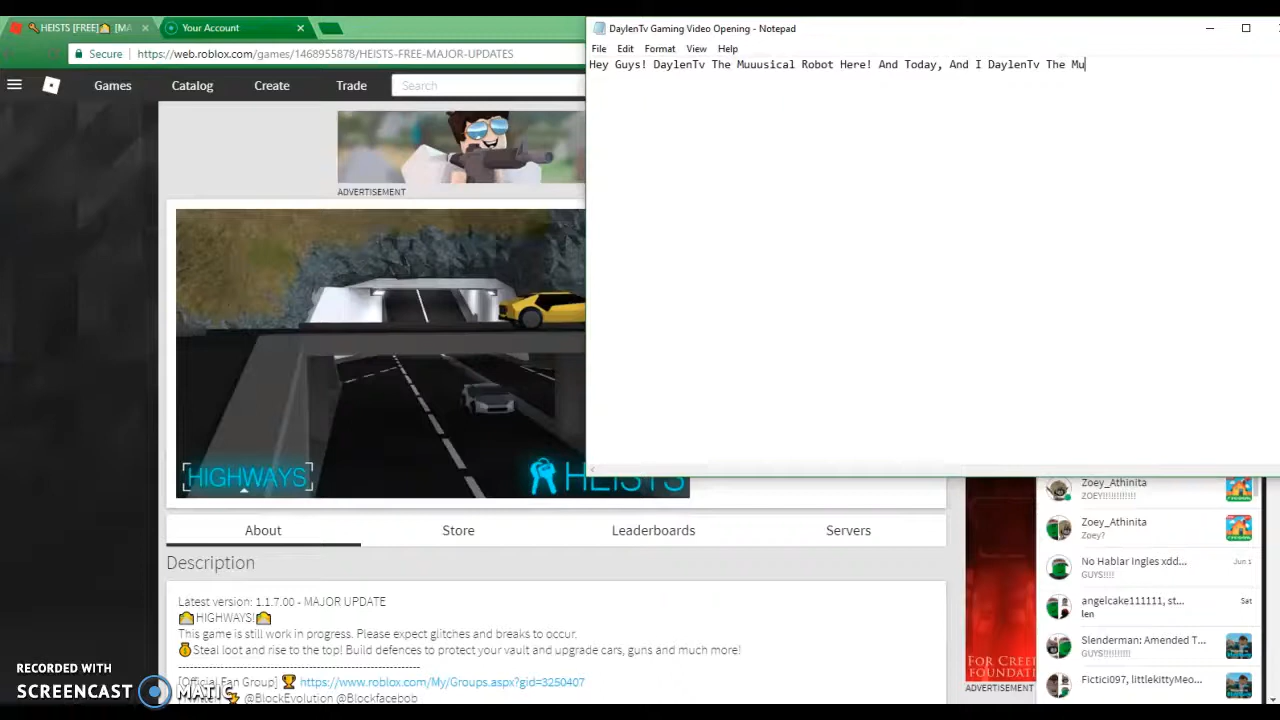 HEISTS [FREE] [MA
Your Account
DaylenTv Gaming Video Opening - Notepad
Secure
https://web.roblox.com/games/1468955878/HEISTS-FREE-MAJOR-UPDATES
File Edit Format View Help
Hey Guys! DaylenTv The Muuusical Robot Here! And Today, And I DaylenTv The Mu
Games Catalog Create Trade Search
ADVERTISEMENT
HIGHWAYS
HEISTS
About Store Leaderboards Servers
Description
Latest version: 1.1.7.00 - MAJOR UPDATE
HIGHWAYS!
This game is still work in progress. Please expect glitches and breaks to occur.
Steal loot and rise to the top! Build defences to protect your vault and upgrade cars, guns and much more!
[Official Fan Group] https://www.roblox.com/My/Groups.aspx?gid=3250407
@BlockEvolution @Blockfacebob
FOR CREE
FOUNDATI
ADVERTISEMENT
Zoey_Athinita
ZOEY!!!!!!!!!!!!
Zoey_Athinita
Zoey?
No Hablar Ingles xdd... Jun 1
GUYS!!!!
angelcake111111, st... Sat
len
Slenderman: Amended T...
GUYS!!!!!!!!!!
Fictici097, littlekittyMeo...
RECORDED WITH
SCREENCAST MATIC